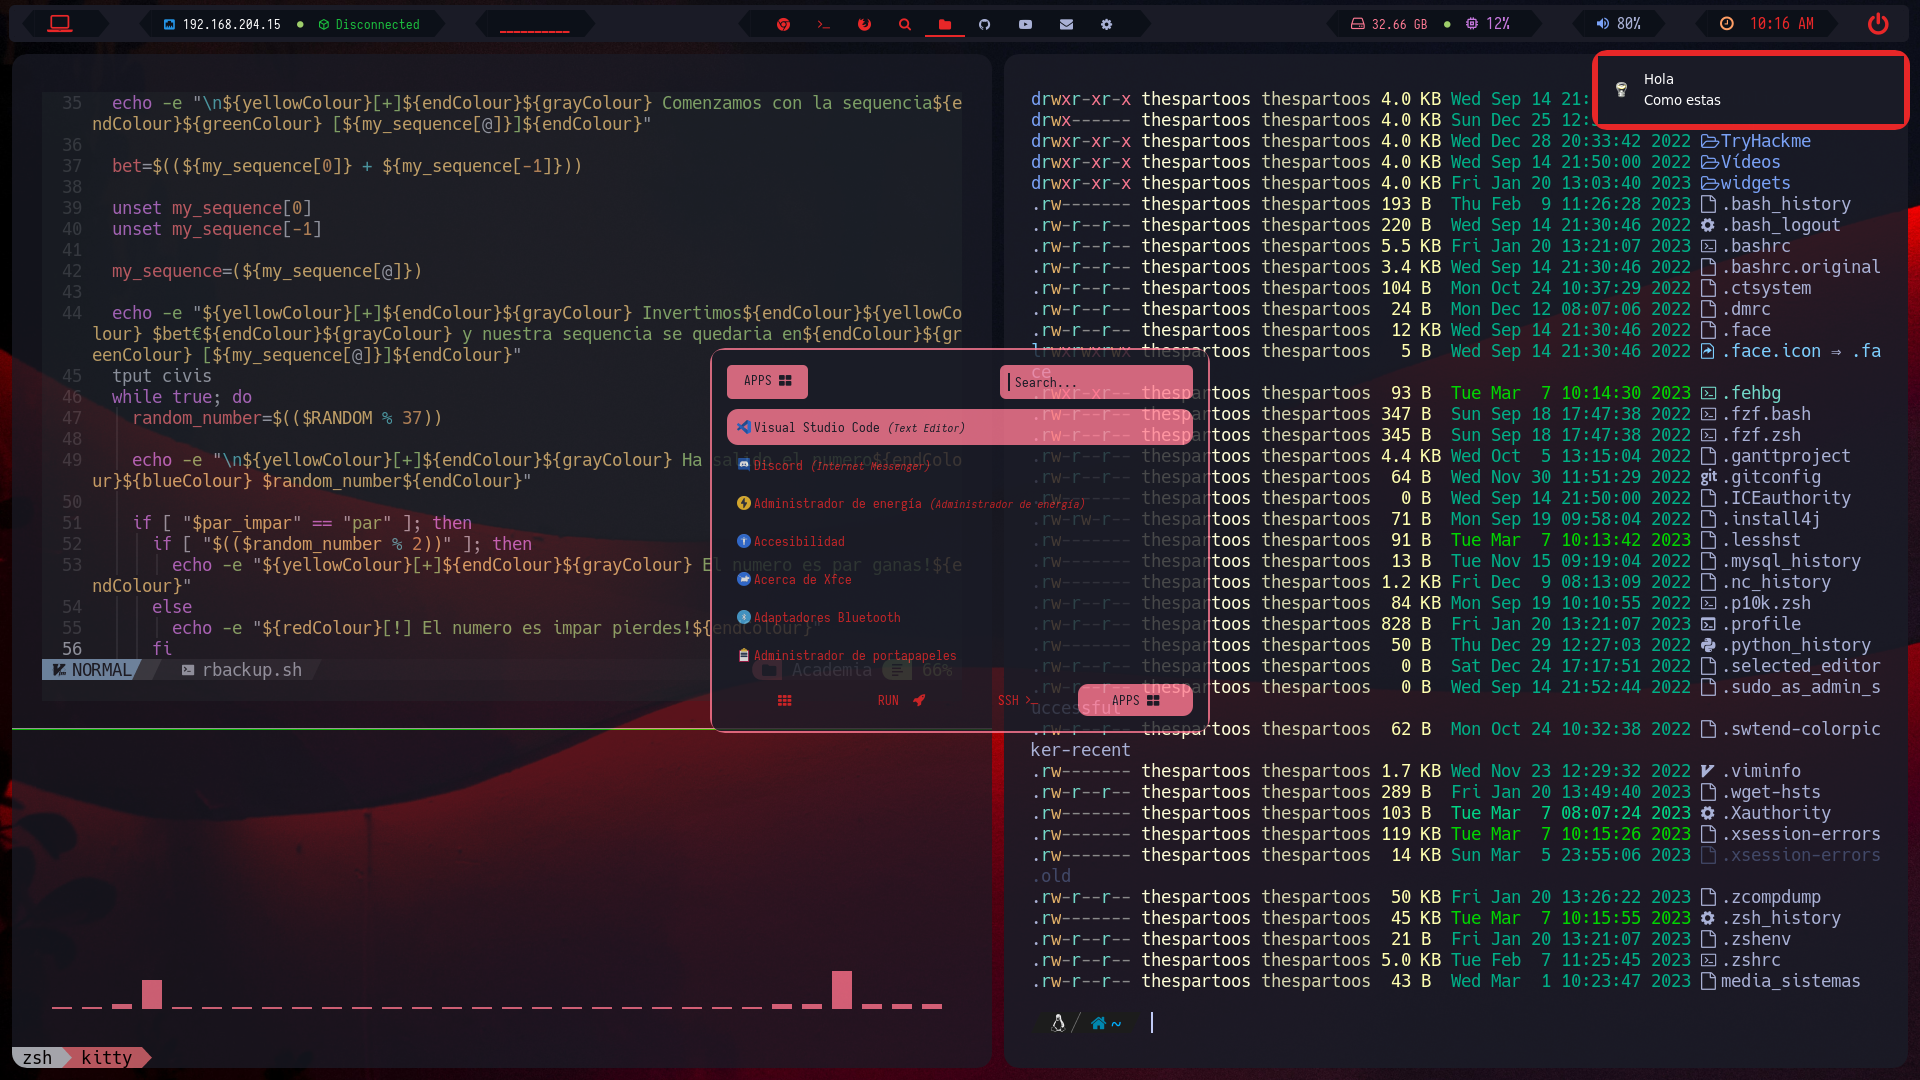 192.168.204.15 ● Disconnected
32.66 GB ● 12%
80%
10:16 AM
Hola
Como estas
35 echo -e "\n${yellowColour}[+]${endColour}${grayColour} Comenzamos con la sequencia${e
ndColour}${greenColour} [${my_sequence[@]}]${endColour}"
36
37 bet=$((${my_sequence[0]} + ${my_sequence[-1]}))
38
39 unset my_sequence[0]
40 unset my_sequence[-1]
41
42 my_sequence=(${my_sequence[@]})
43
44 echo -e "${yellowColour}[+]${endColour}${grayColour} Invertimos${endColour}${yellowCo
lour} $bet€${endColour}${grayColour} y nuestra sequencia se quedaria en${endColour}${gr
eenColour} [${my_sequence[@]}]${endColour}"
45 tput civis
46 while true; do
47 random_number=$(($RANDOM % 37))
48
49 echo -e "\n${yellowColour}[+]${endColour}${grayColour} Ha salido el numero${endColo
ur}${blueColour} $random_number${endColour}"
50
51 if [ "$par_impar" == "par" ]; then
52 if [ "$(($random_number % 2))" ]; then
53 echo -e "${yellowColour}[+]${endColour}${grayColour} El numero es par ganas!${e
ndColour}"
54 else
55 echo -e "${redColour}[!] El numero es impar pierdes!${endColour}"
56 fi
NORMAL rbackup.sh Academia 66%
zsh kitty
APPS
Search...
Visual Studio Code (Text Editor)
Discord (Internet Messenger)
Administrador de energía (Administrador de energía)
Accesibilidad
Acerca de Xfce
Adaptadores Bluetooth
Administrador de portapapeles
RUN SSH >_ APPS
drwxr-xr-x thespartoos thespartoos 4.0 KB Wed Sep 14 21:
drwx------ thespartoos thespartoos 4.0 KB Sun Dec 25 12:
drwxr-xr-x thespartoos thespartoos 4.0 KB Wed Dec 28 20:33:42 2022 TryHackme
drwxr-xr-x thespartoos thespartoos 4.0 KB Wed Sep 14 21:50:00 2022 Vídeos
drwxr-xr-x thespartoos thespartoos 4.0 KB Fri Jan 20 13:03:40 2023 widgets
.rw------- thespartoos thespartoos 193 B Thu Feb 9 11:26:28 2023 .bash_history
.rw-r--r-- thespartoos thespartoos 220 B Wed Sep 14 21:30:46 2022 .bash_logout
.rw-r--r-- thespartoos thespartoos 5.5 KB Fri Jan 20 13:21:07 2023 .bashrc
.rw-r--r-- thespartoos thespartoos 3.4 KB Wed Sep 14 21:30:46 2022 .bashrc.original
.rw-r--r-- thespartoos thespartoos 104 B Mon Oct 24 10:37:29 2022 .ctsystem
.rw-r--r-- thespartoos thespartoos 24 B Mon Dec 12 08:07:06 2022 .dmrc
.rw-r--r-- thespartoos thespartoos 12 KB Wed Sep 14 21:30:46 2022 .face
lrwxrwxrwx thespartoos thespartoos 5 B Wed Sep 14 21:30:46 2022 .face.icon ⇒ .fa
ce
.rwxr-xr-- thespartoos thespartoos 93 B Tue Mar 7 10:14:30 2023 .fehbg
thespartoos thespartoos 347 B Sun Sep 18 17:47:38 2022 .fzf.bash
thespartoos thespartoos 345 B Sun Sep 18 17:47:38 2022 .fzf.zsh
.rw-r--r-- thespartoos thespartoos 4.4 KB Wed Oct 5 13:15:04 2022 .ganttproject
.rw-r--r-- thespartoos thespartoos 64 B Wed Nov 30 11:51:29 2022 .gitconfig
thespartoos thespartoos 0 B Wed Sep 14 21:50:00 2022 .ICEauthority
.rw-rw-r-- thespartoos thespartoos 71 B Mon Sep 19 09:58:04 2022 .install4j
.rw------- thespartoos thespartoos 91 B Tue Mar 7 10:13:42 2023 .lesshst
.rw------- thespartoos thespartoos 13 B Tue Nov 15 09:19:04 2022 .mysql_history
.rw------- thespartoos thespartoos 1.2 KB Fri Dec 9 08:13:09 2022 .nc_history
.rw-r--r-- thespartoos thespartoos 84 KB Mon Sep 19 10:10:55 2022 .p10k.zsh
.rw-r--r-- thespartoos thespartoos 828 B Fri Jan 20 13:21:07 2023 .profile
.rw------- thespartoos thespartoos 50 B Thu Dec 29 12:27:03 2022 .python_history
.rw-r--r-- thespartoos thespartoos 0 B Sat Dec 24 17:17:51 2022 .selected_editor
.rw-r--r-- thespartoos thespartoos 0 B Wed Sep 14 21:52:44 2022 .sudo_as_admin_s
uccessful
.rw-r--r-- thespartoos thespartoos 62 B Mon Oct 24 10:32:38 2022 .swtend-colorpic
ker-recent
.rw------- thespartoos thespartoos 1.7 KB Wed Nov 23 12:29:32 2022 .viminfo
.rw-r--r-- thespartoos thespartoos 289 B Fri Jan 20 13:49:40 2023 .wget-hsts
.rw------- thespartoos thespartoos 103 B Tue Mar 7 08:07:24 2023 .Xauthority
.rw------- thespartoos thespartoos 119 KB Tue Mar 7 10:15:26 2023 .xsession-errors
.rw------- thespartoos thespartoos 14 KB Sun Mar 5 23:55:06 2023 .xsession-errors
.old
.rw-r--r-- thespartoos thespartoos 50 KB Fri Jan 20 13:26:22 2023 .zcompdump
.rw------- thespartoos thespartoos 45 KB Tue Mar 7 10:15:55 2023 .zsh_history
.rw-r--r-- thespartoos thespartoos 21 B Fri Jan 20 13:21:07 2023 .zshenv
.rw-r--r-- thespartoos thespartoos 5.0 KB Tue Feb 7 11:25:45 2023 .zshrc
.rw-r--r-- thespartoos thespartoos 43 B Wed Mar 1 10:23:47 2023 media_sistemas
/ ~